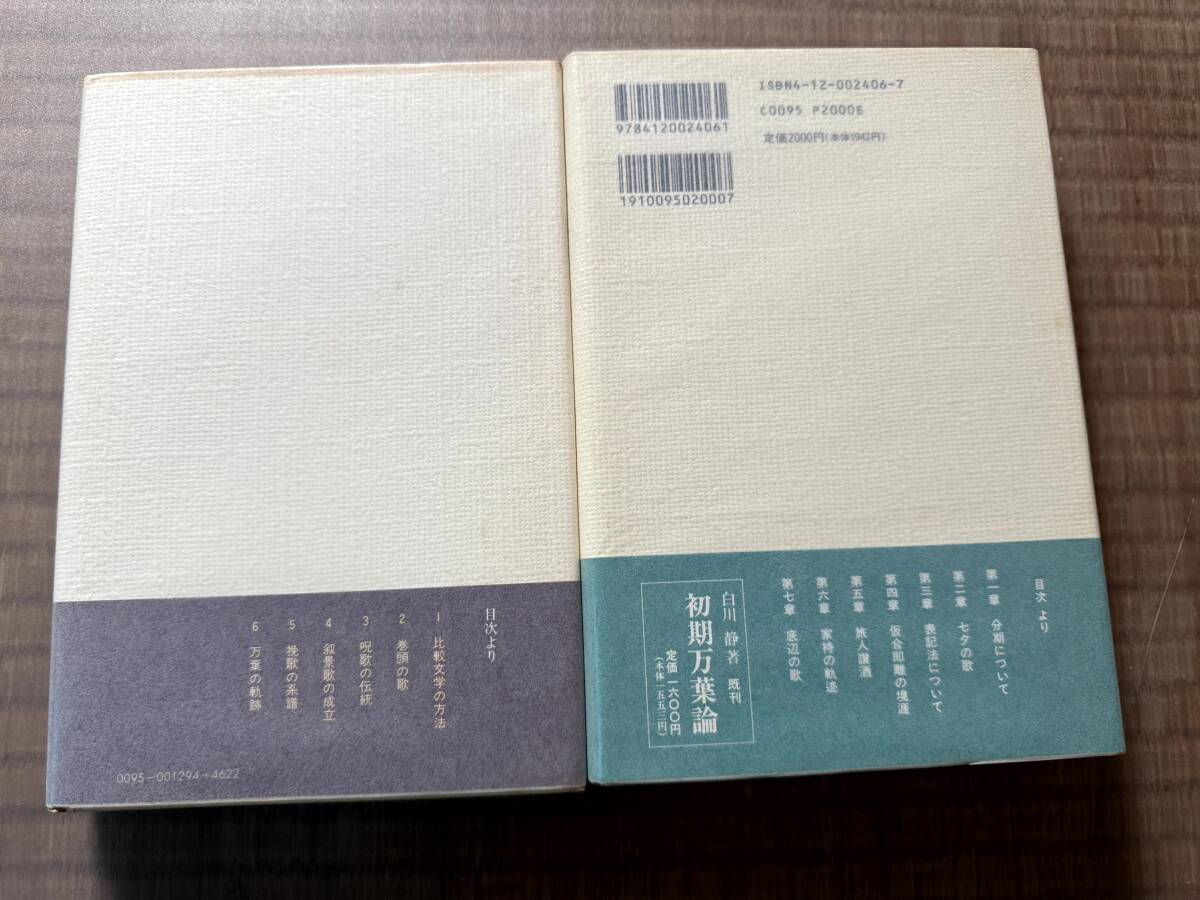 目次より
1 比較文学の方法
2 巻頭の歌
3 呪歌の伝統
4 叙景歌の成立
5 挽歌の系譜
6 万葉の軌跡
0095-001294-4622
ISBN4-12-002406-7
C0095 P2000E
定価2000円(本体1942円)
9784120024061
1910095020007
目次 より
第一章 分期について
第二章 七夕の歌
第三章 表記法について
第四章 仮合即離の境涯
第五章 旅人讃酒
第六章 家持の軌迹
第七章 底辺の歌
白川 静著 既刊
初期万葉論
定価一六〇〇円
(本体一五五三円)